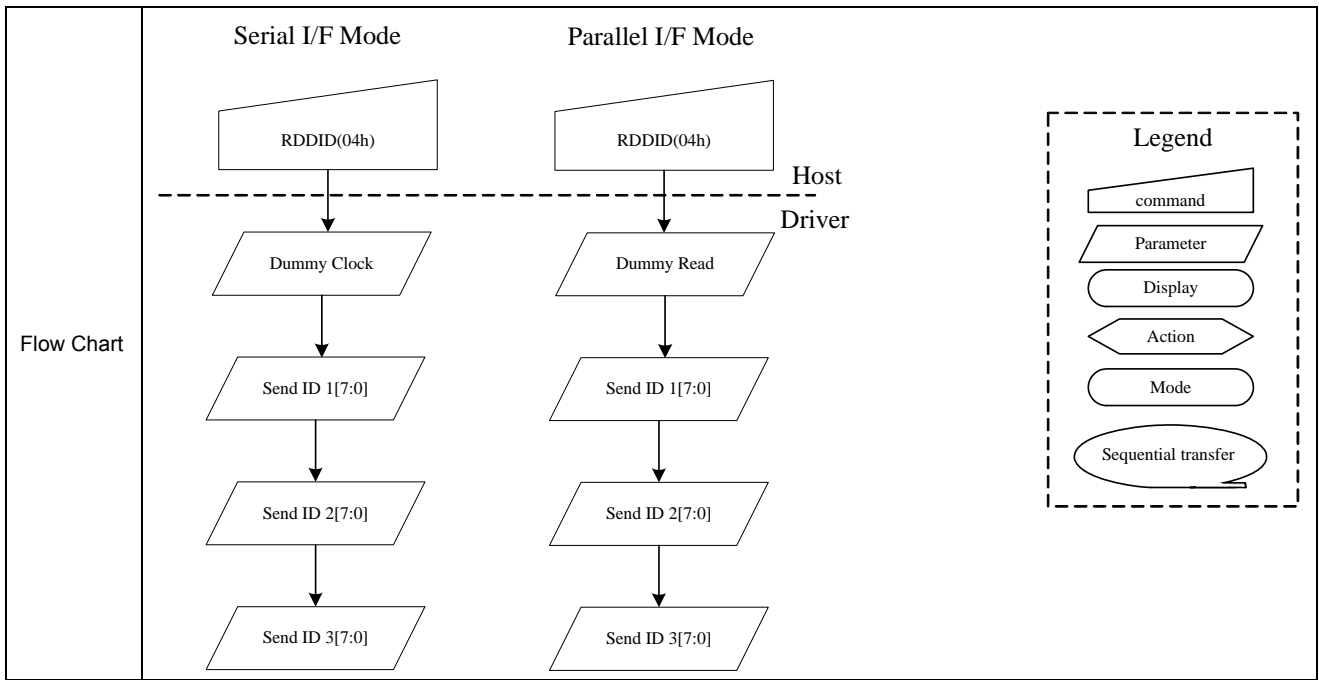 Flow Chart
Serial I/F Mode
RDDID(04h)
Dummy Clock
Send ID 1[7:0]
Send ID 2[7:0]
Send ID 3[7:0]
Parallel I/F Mode
RDDID(04h)
Host
Driver
Dummy Read
Send ID 1[7:0]
Send ID 2[7:0]
Send ID 3[7:0]
Legend
command
Parameter
Display
Action
Mode
Sequential transfer